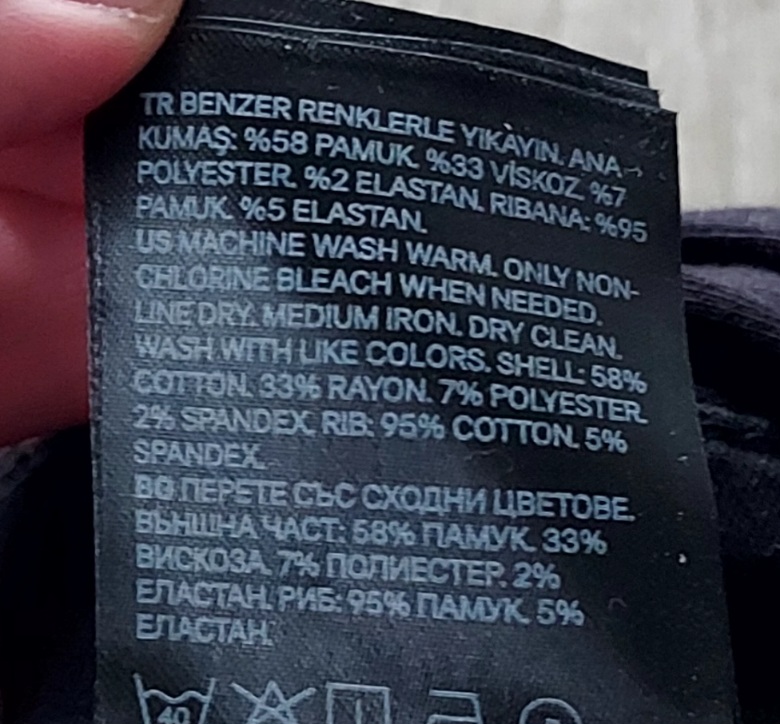 TR BENZER RENKLERLE YIKAYIN. ANA
KUMAŞ: %58 PAMUK. %33 VİSKOZ. %7
POLYESTER. %2 ELASTAN. RIBANA: %95
PAMUK. %5 ELASTAN.
US MACHINE WASH WARM. ONLY NON-
CHLORINE BLEACH WHEN NEEDED.
LINE DRY. MEDIUM IRON. DRY CLEAN.
WASH WITH LIKE COLORS. SHELL: 58%
COTTON. 33% RAYON. 7% POLYESTER.
2% SPANDEX. RIB: 95% COTTON. 5%
SPANDEX.
BG ПЕРЕТЕ СЪС СХОДНИ ЦВЕТОВЕ.
ВЪНШНА ЧАСТ: 58% ПАМУК. 33%
ВИСКОЗА. 7% ПОЛИЕСТЕР. 2%
ЕЛАСТАН. РИБ: 95% ПАМУК. 5%
ЕЛАСТАН.
40